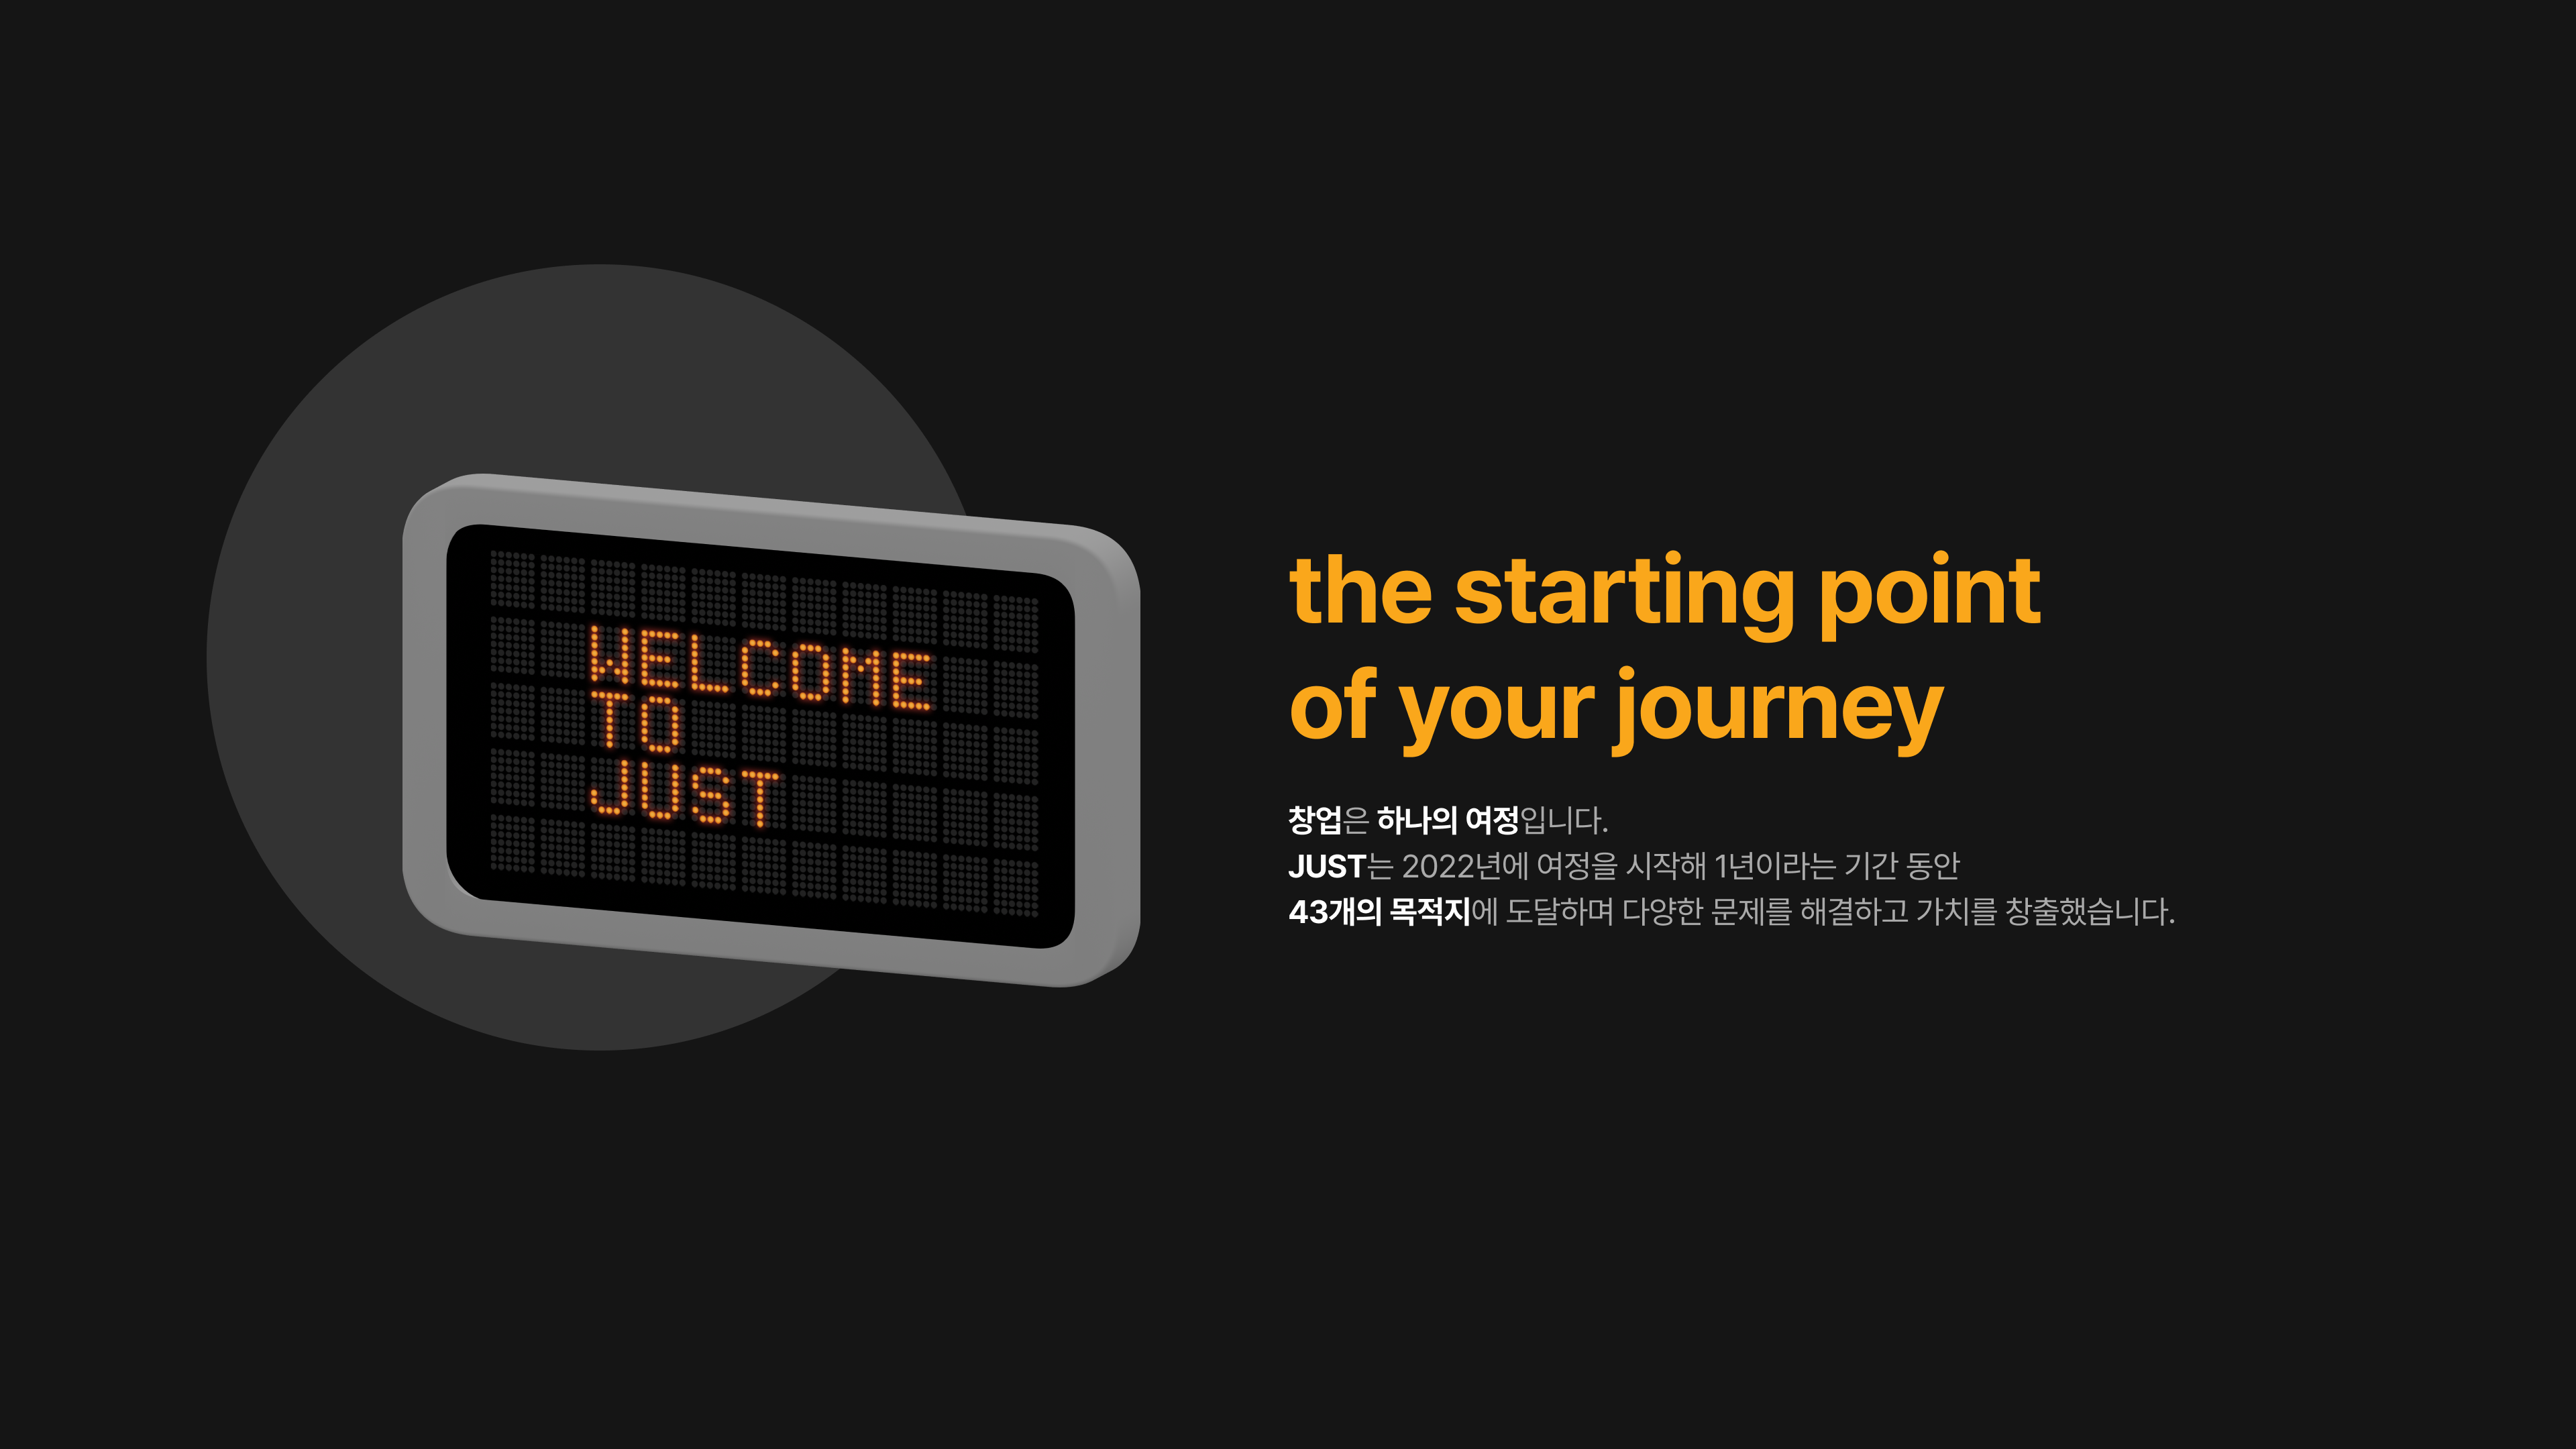 WELCOME
TO
JUST
the starting point
of your journey
창업은 하나의 여정입니다.
JUST는 2022년에 여정을 시작해 1년이라는 기간 동안
43개의 목적지에 도달하며 다양한 문제를 해결하고 가치를 창출했습니다.